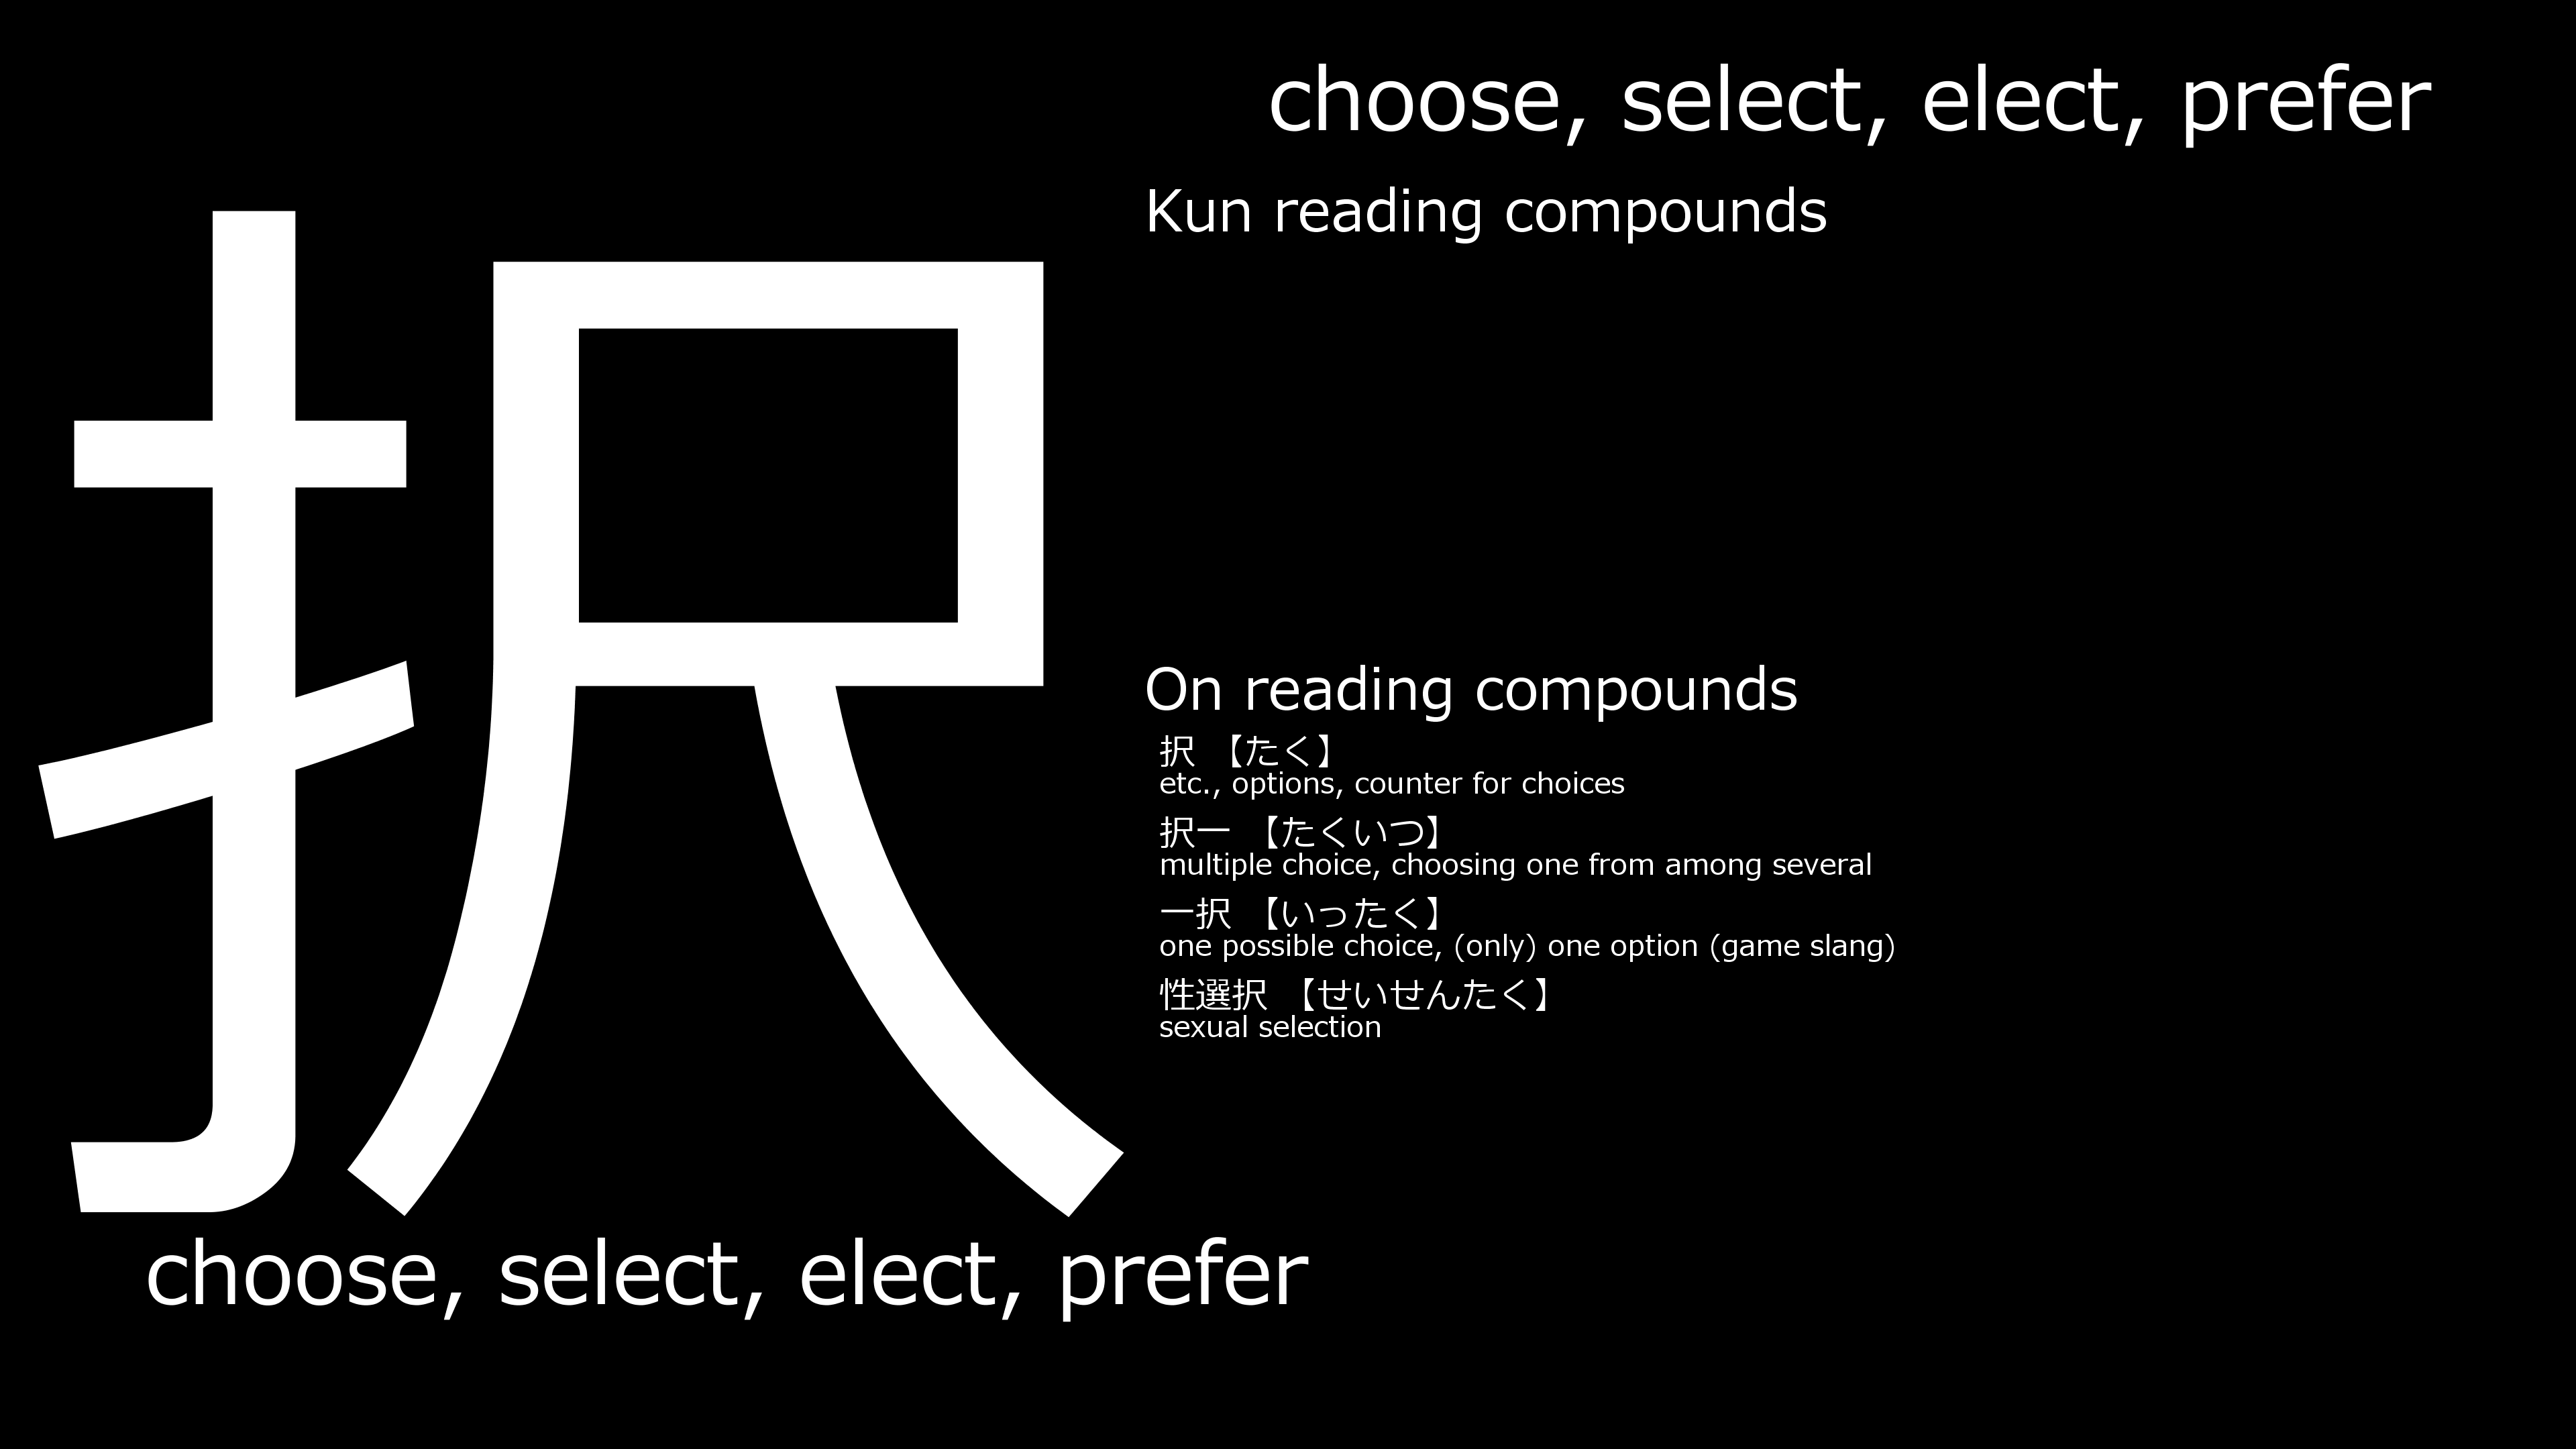 択
choose, select, elect, prefer
choose, select, elect, prefer
Kun reading compounds
On reading compounds
択 【たく】
etc., options, counter for choices
択一 【たくいつ】
multiple choice, choosing one from among several
一択 【いったく】
one possible choice, (only) one option (game slang)
性選択 【せいせんたく】
sexual selection